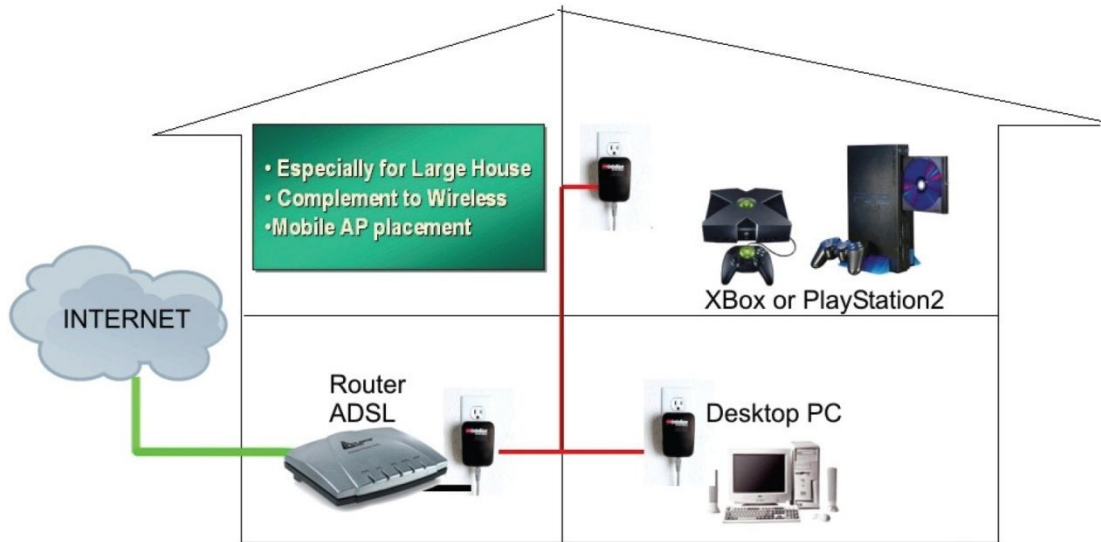 • Especially for Large House
• Complement to Wireless
•Mobile AP placement
XBox or PlayStation2
INTERNET
Router
ADSL
Desktop PC